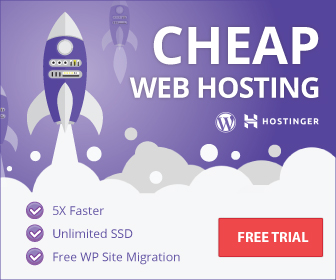 CHEAP
WEB HOSTING
HOSTINGER
5X Faster
Unlimited SSD
Free WP Site Migration
FREE TRIAL